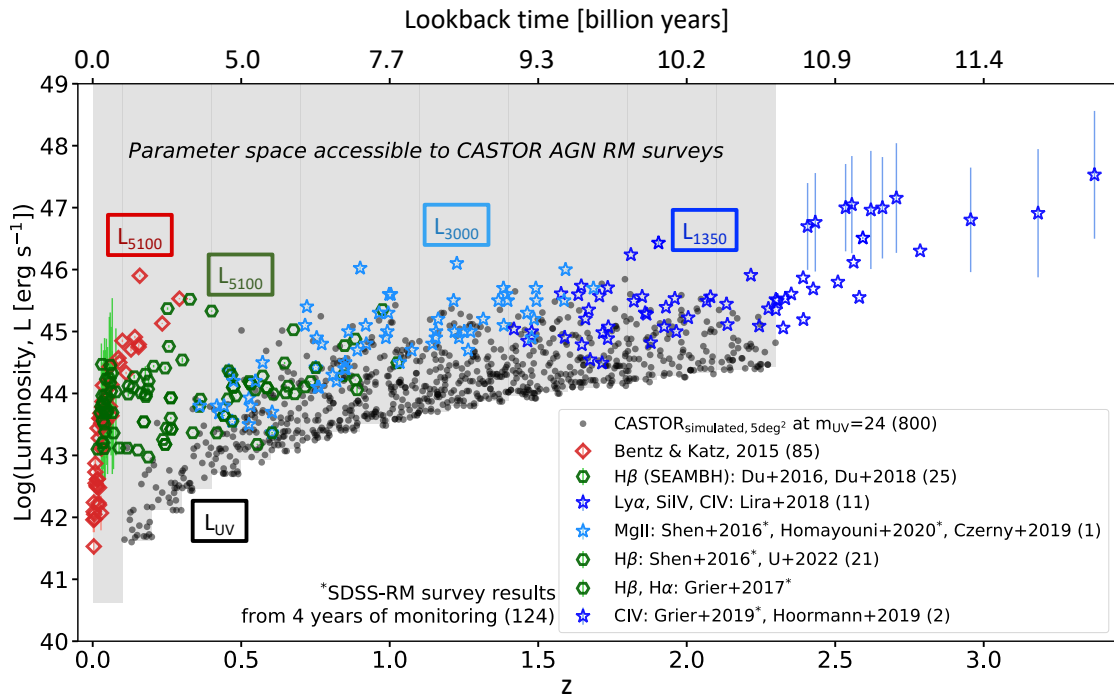 Lookback time [billion years]
0.0 5.0 7.7 9.3 10.2 10.9 11.4
49
48
47
46
45
44
43
42
41
40
Log(Luminosity, L [erg s⁻¹])
Parameter space accessible to CASTOR AGN RM surveys
L₅₁₀₀
L₅₁₀₀
L₃₀₀₀
L₁₃₅₀
L_UV
CASTOR_simulated, 5deg² at m_UV=24 (800)
Bentz & Katz, 2015 (85)
Hβ (SEAMBH): Du+2016, Du+2018 (25)
Lyα, SiIV, CIV: Lira+2018 (11)
MgII: Shen+2016*, Homayouni+2020*, Czerny+2019 (1)
Hβ: Shen+2016*, U+2022 (21)
Hβ, Hα: Grier+2017*
CIV: Grier+2019*, Hoormann+2019 (2)
*SDSS-RM survey results
from 4 years of monitoring (124)
0.0 0.5 1.0 1.5 2.0 2.5 3.0
z